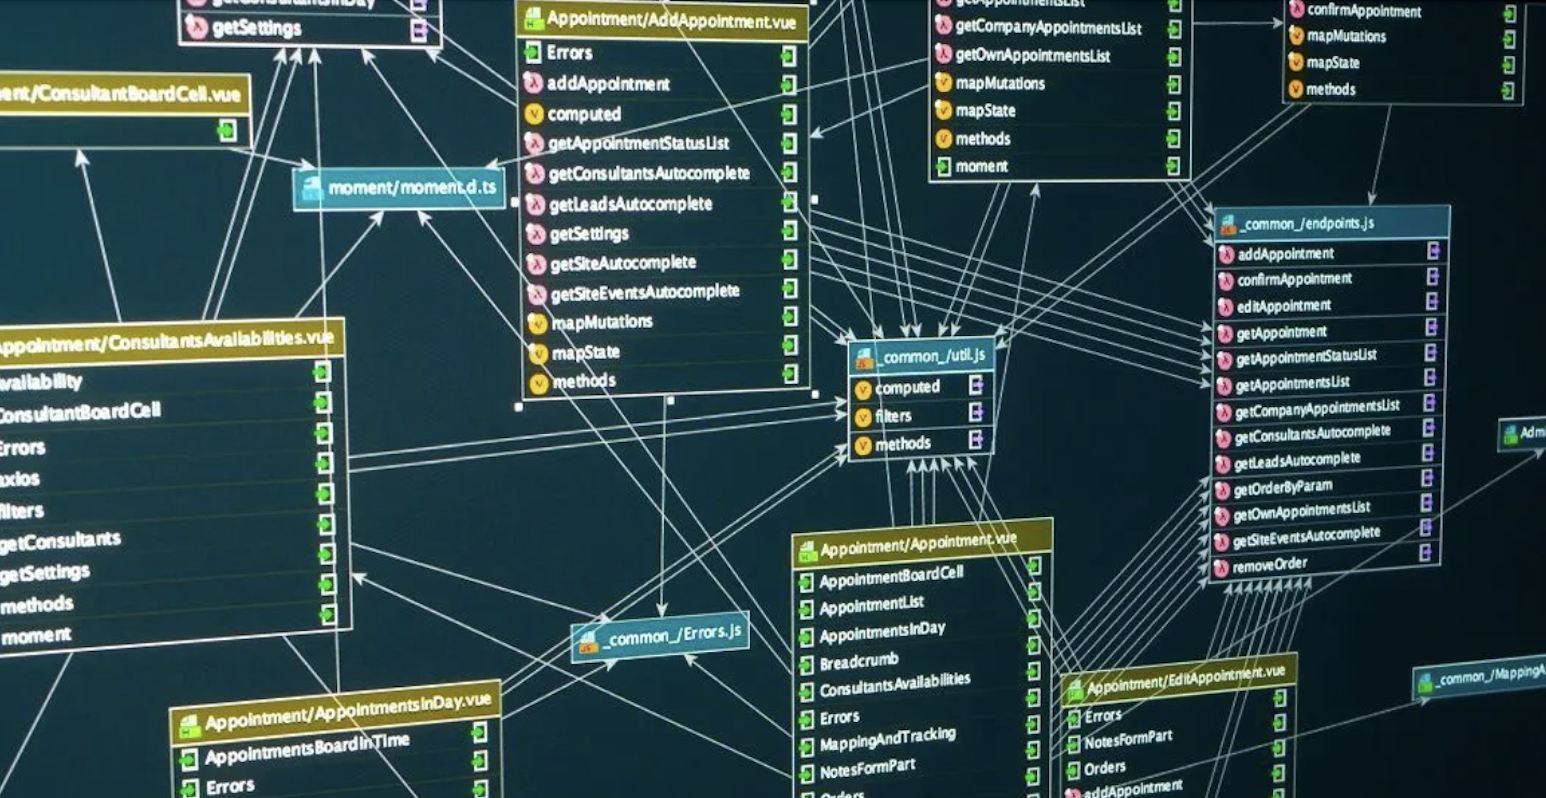 getSettings
ent/ConsultantBoardCell.vue
moment/moment.d.ts
Appointment/AddAppointment.vue
Errors
addAppointment
computed
getAppointmentStatusList
getConsultantsAutocomplete
getLeadsAutocomplete
getSettings
getSiteAutocomplete
getSiteEventsAutocomplete
mapMutations
mapState
methods
getCompanyAppointmentsList
getOwnAppointmentsList
mapMutations
mapState
methods
moment
confirmAppointment
mapMutations
mapState
methods
_common_/endpoints.js
addAppointment
confirmAppointment
editAppointment
getAppointment
getAppointmentStatusList
getAppointmentsList
getCompanyAppointmentsList
getConsultantsAutocomplete
getLeadsAutocomplete
getOrderByParam
getOwnAppointmentsList
getSiteEventsAutocomplete
removeOrder
_common_/util.js
computed
filters
methods
Appointment/ConsultantsAvailabilities.vue
Availability
ConsultantBoardCell
Errors
axios
filters
getConsultants
getSettings
methods
moment
_common_/Errors.js
Appointment/AppointmentsInDay.vue
AppointmentsBoardInTime
Errors
Appointment/Appointment.vue
AppointmentBoardCell
AppointmentList
AppointmentsInDay
Breadcrumb
ConsultantsAvailabilities
Errors
MappingAndTracking
NotesFormPart
Orders
Appointment/EditAppointment.vue
Errors
NotesFormPart
Orders
addAppointment
Admi
_common_/MappingA